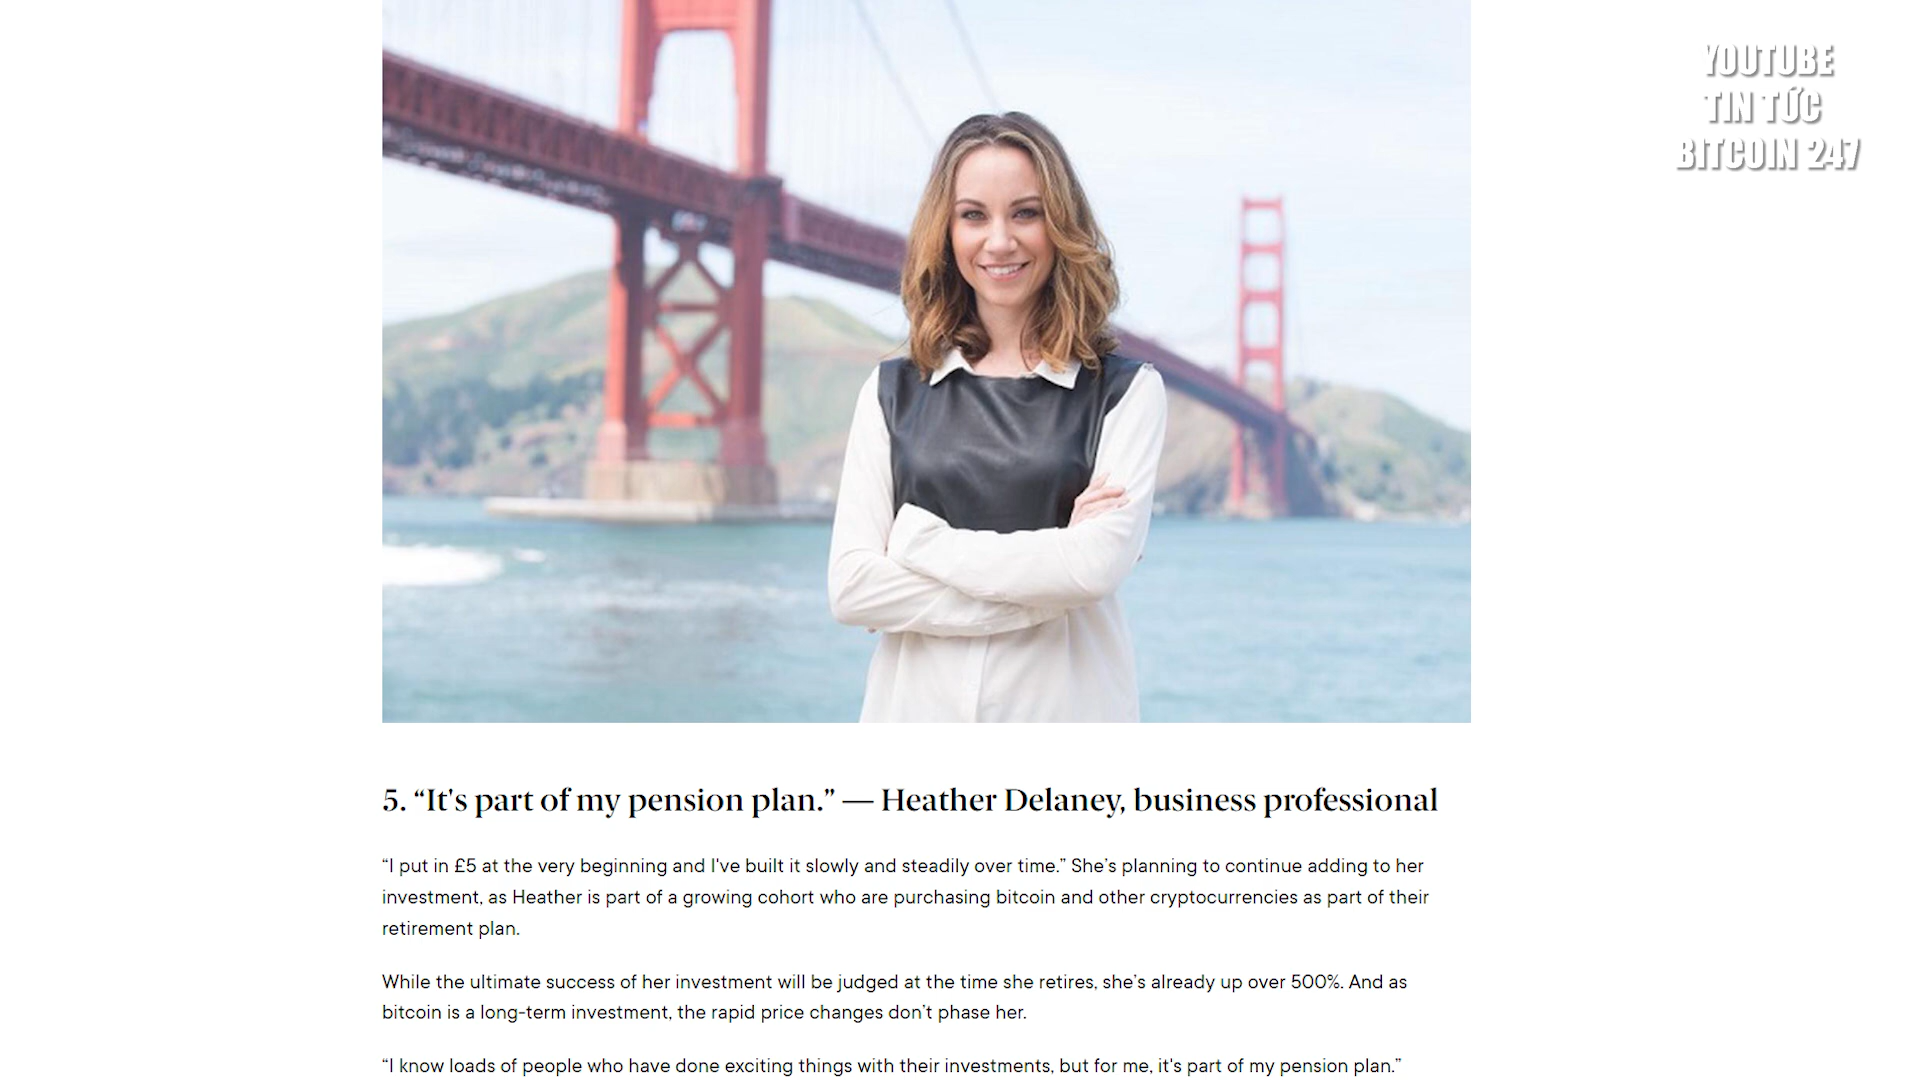 YOUTUBE
TIN TỨC
BITCOIN 247
5. “It's part of my pension plan.” — Heather Delaney, business professional
“I put in £5 at the very beginning and I've built it slowly and steadily over time.” She’s planning to continue adding to her
investment, as Heather is part of a growing cohort who are purchasing bitcoin and other cryptocurrencies as part of their
retirement plan.
While the ultimate success of her investment will be judged at the time she retires, she’s already up over 500%. And as
bitcoin is a long-term investment, the rapid price changes don’t phase her.
“I know loads of people who have done exciting things with their investments, but for me, it's part of my pension plan.”